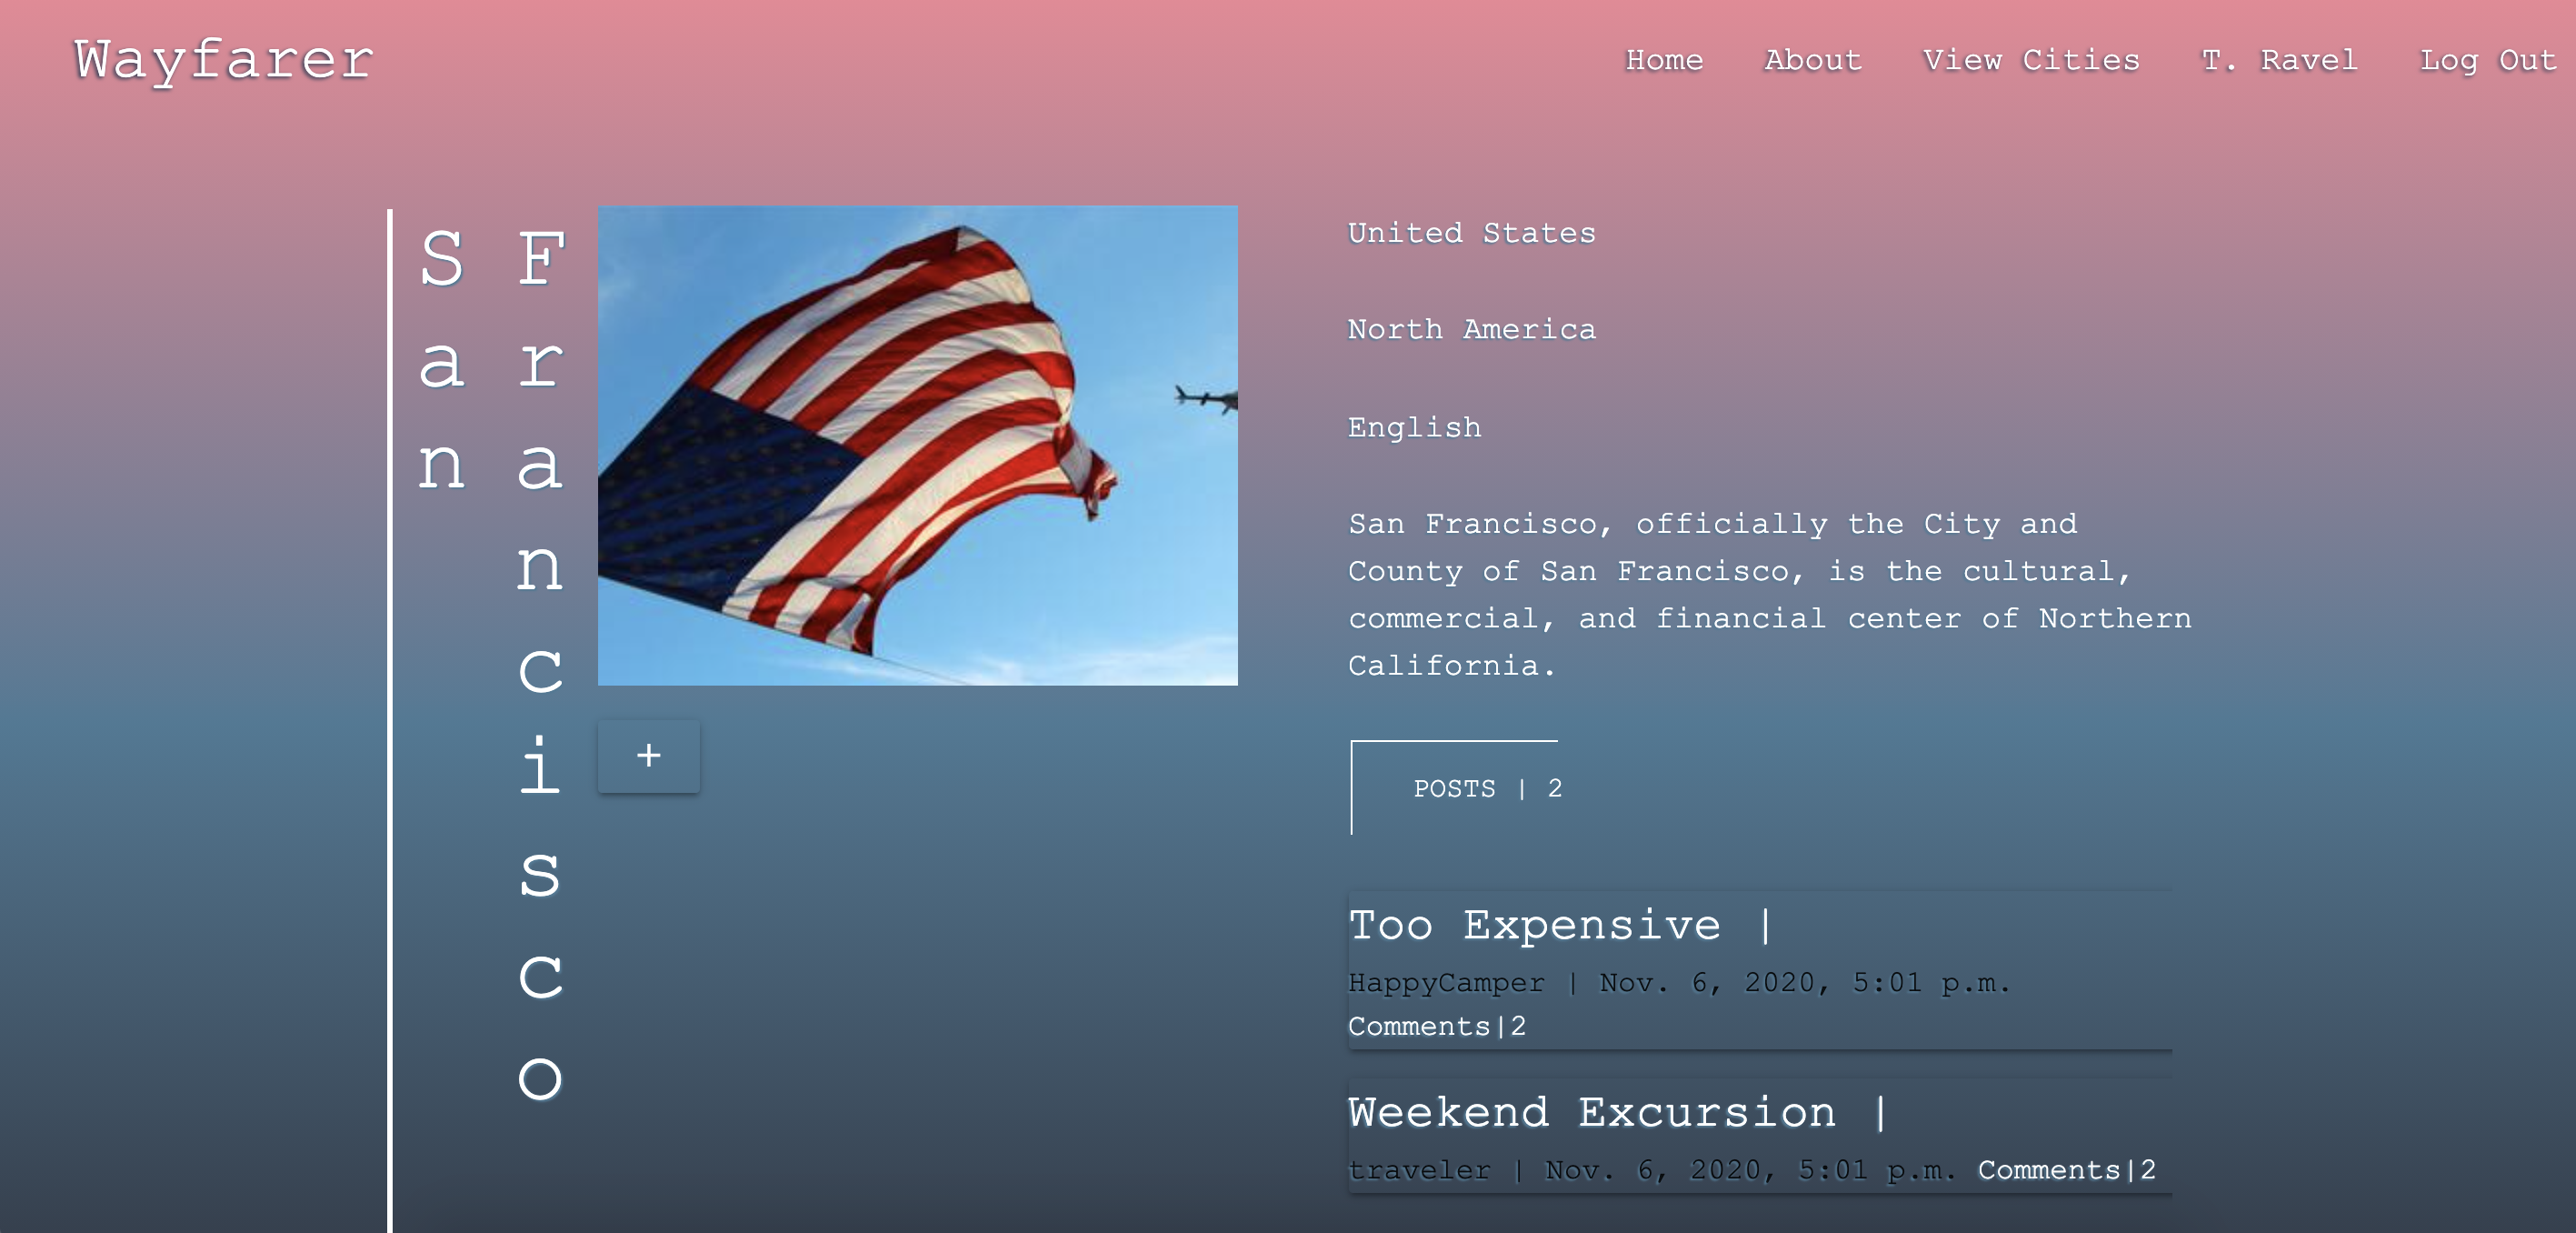 Wayfarer
Home About View Cities T. Ravel Log Out
San
Francisco
United States
North America
English
San Francisco, officially the City and
County of San Francisco, is the cultural,
commercial, and financial center of Northern
California.
+
POSTS | 2
Too Expensive |
HappyCamper | Nov. 6, 2020, 5:01 p.m.
Comments|2
Weekend Excursion |
traveler | Nov. 6, 2020, 5:01 p.m. Comments|2